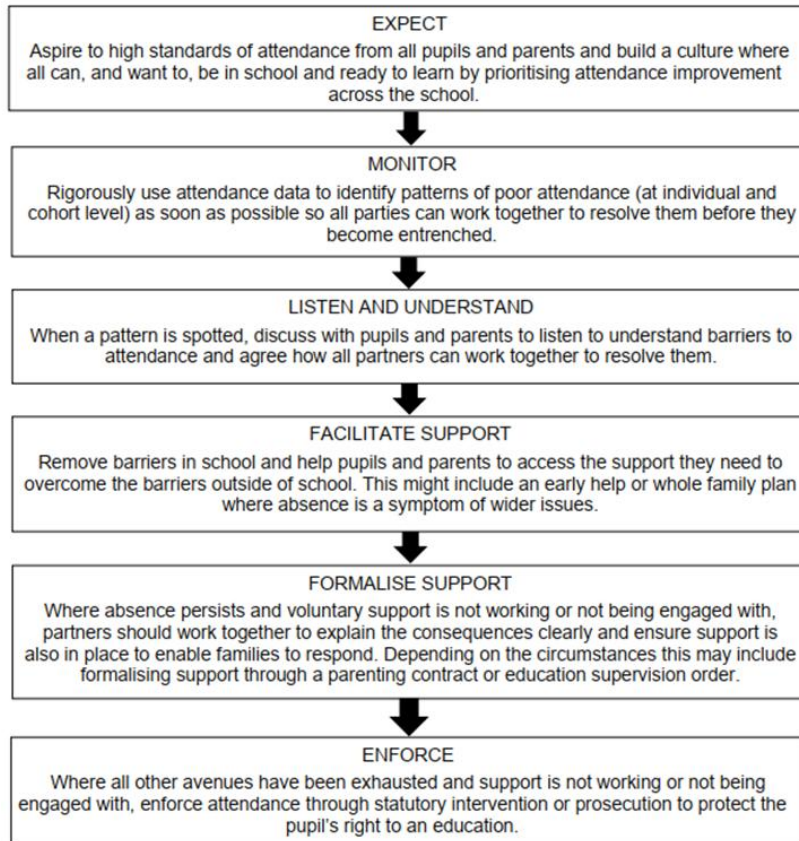 EXPECT
Aspire to high standards of attendance from all pupils and parents and build a culture where
all can, and want to, be in school and ready to learn by prioritising attendance improvement
across the school.
MONITOR
Rigorously use attendance data to identify patterns of poor attendance (at individual and
cohort level) as soon as possible so all parties can work together to resolve them before they
become entrenched.
LISTEN AND UNDERSTAND
When a pattern is spotted, discuss with pupils and parents to listen to understand barriers to
attendance and agree how all partners can work together to resolve them.
FACILITATE SUPPORT
Remove barriers in school and help pupils and parents to access the support they need to
overcome the barriers outside of school. This might include an early help or whole family plan
where absence is a symptom of wider issues.
FORMALISE SUPPORT
Where absence persists and voluntary support is not working or not being engaged with,
partners should work together to explain the consequences clearly and ensure support is
also in place to enable families to respond. Depending on the circumstances this may include
formalising support through a parenting contract or education supervision order.
ENFORCE
Where all other avenues have been exhausted and support is not working or not being
engaged with, enforce attendance through statutory intervention or prosecution to protect the
pupil's right to an education.